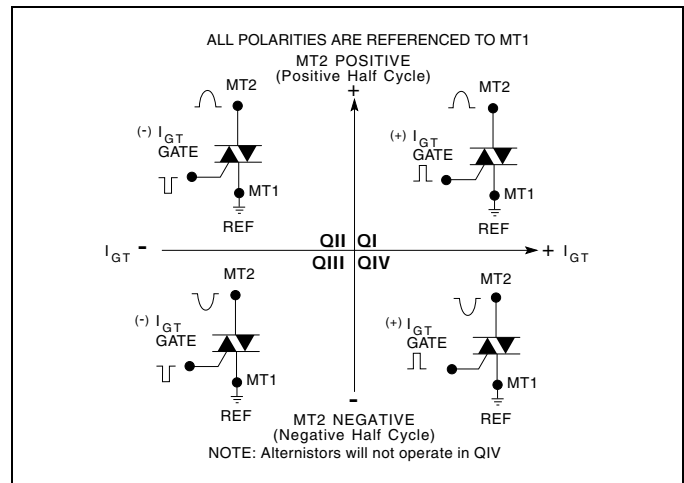 ALL POLARITIES ARE REFERENCED TO MT1
MT2 POSITIVE
(Positive Half Cycle)
+
MT2
(-) IGT
GATE
MT1
REF
MT2
(+) IGT
GATE
MT1
REF
IGT -
QII QI
QIII QIV
+ IGT
MT2
(-) IGT
GATE
MT1
REF
MT2
(+) IGT
GATE
MT1
REF
-
MT2 NEGATIVE
(Negative Half Cycle)
NOTE: Alternistors will not operate in QIV